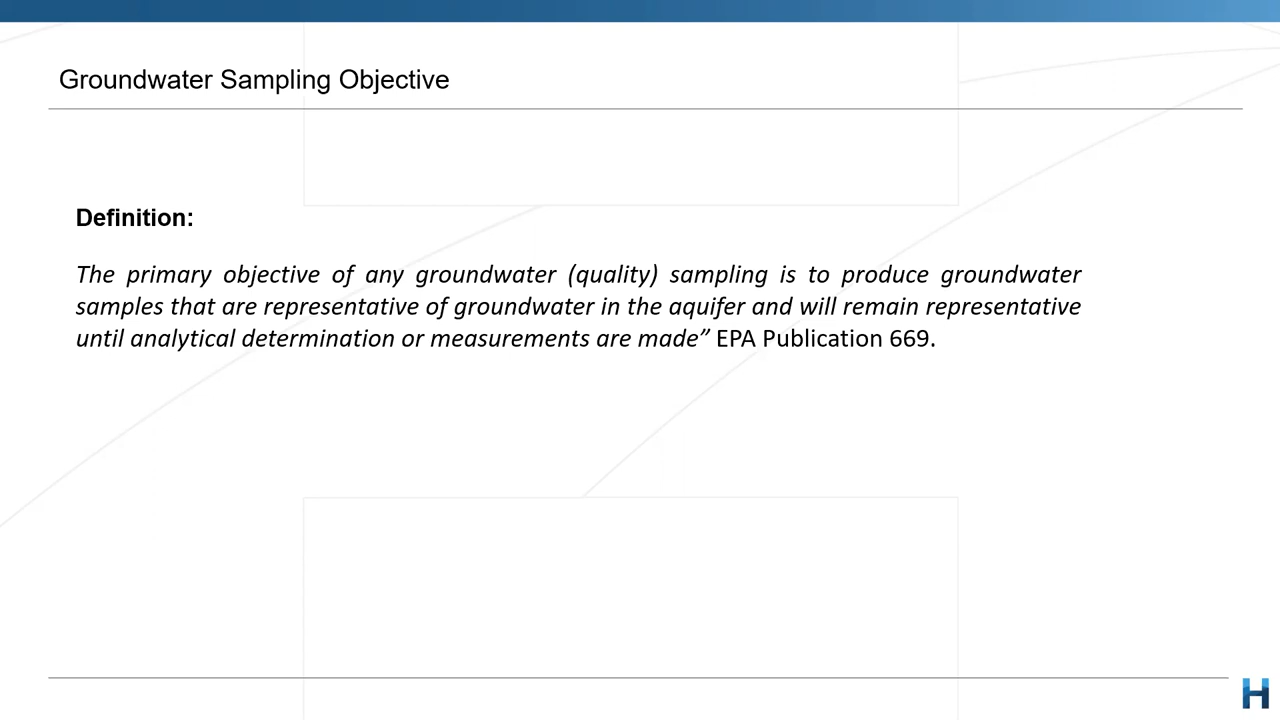 Groundwater Sampling Objective
Definition:
The primary objective of any groundwater (quality) sampling is to produce groundwater
samples that are representative of groundwater in the aquifer and will remain representative
until analytical determination or measurements are made” EPA Publication 669.
H